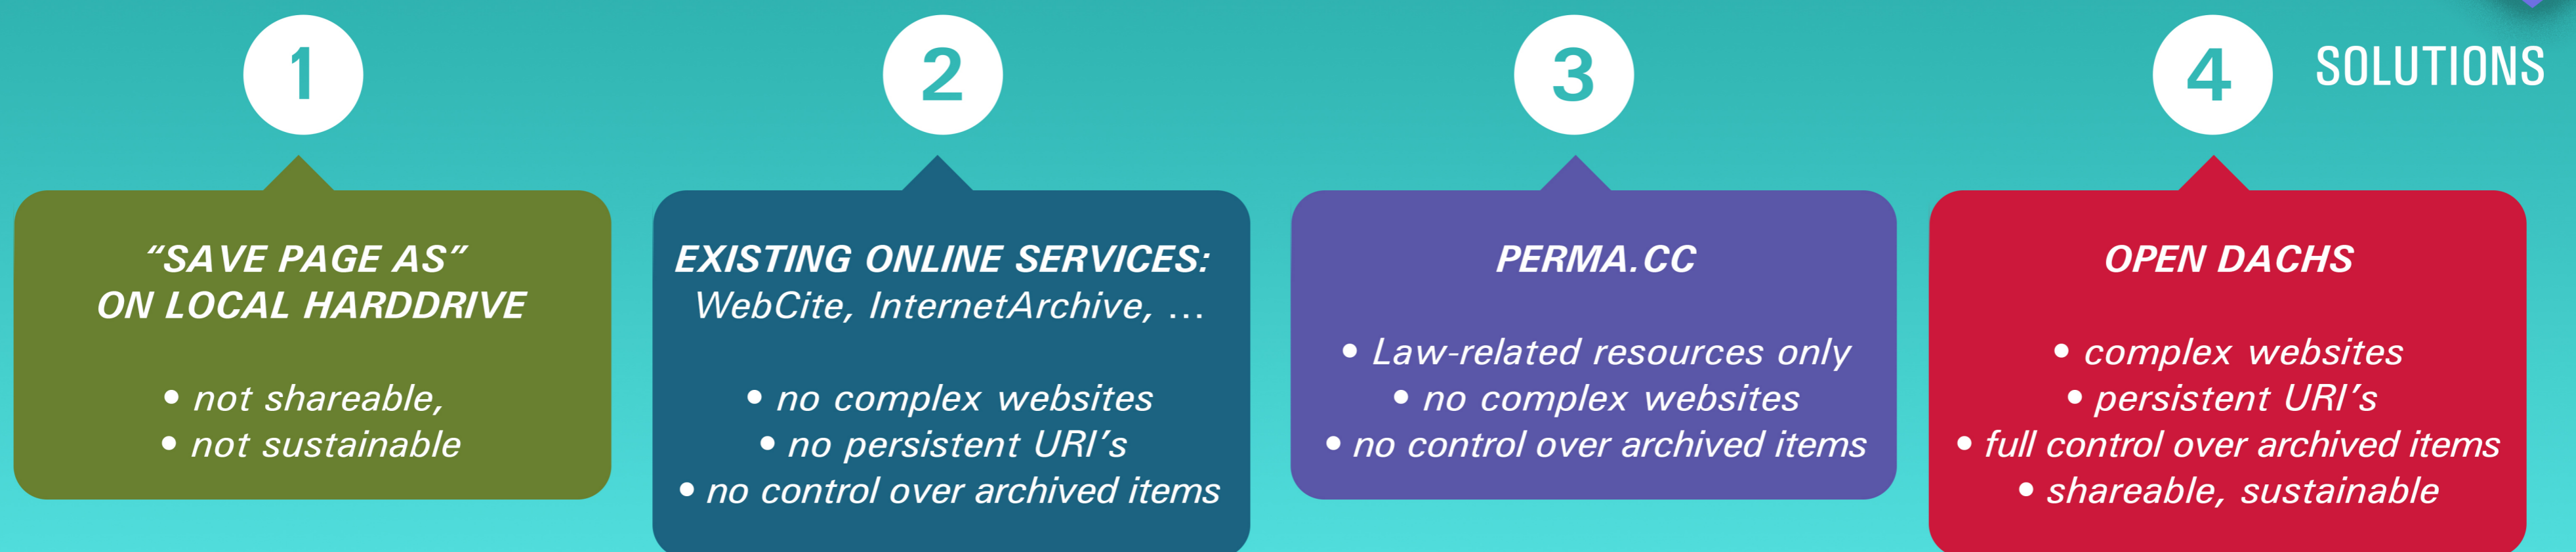 SOLUTIONS
1
“SAVE PAGE AS”
ON LOCAL HARDDRIVE
• not shareable,
• not sustainable
2
EXISTING ONLINE SERVICES:
WebCite, InternetArchive, …
• no complex websites
• no persistent URI's
• no control over archived items
3
PERMA.CC
• Law-related resources only
• no complex websites
• no control over archived items
4
OPEN DACHS
• complex websites
• persistent URI's
• full control over archived items
• shareable, sustainable